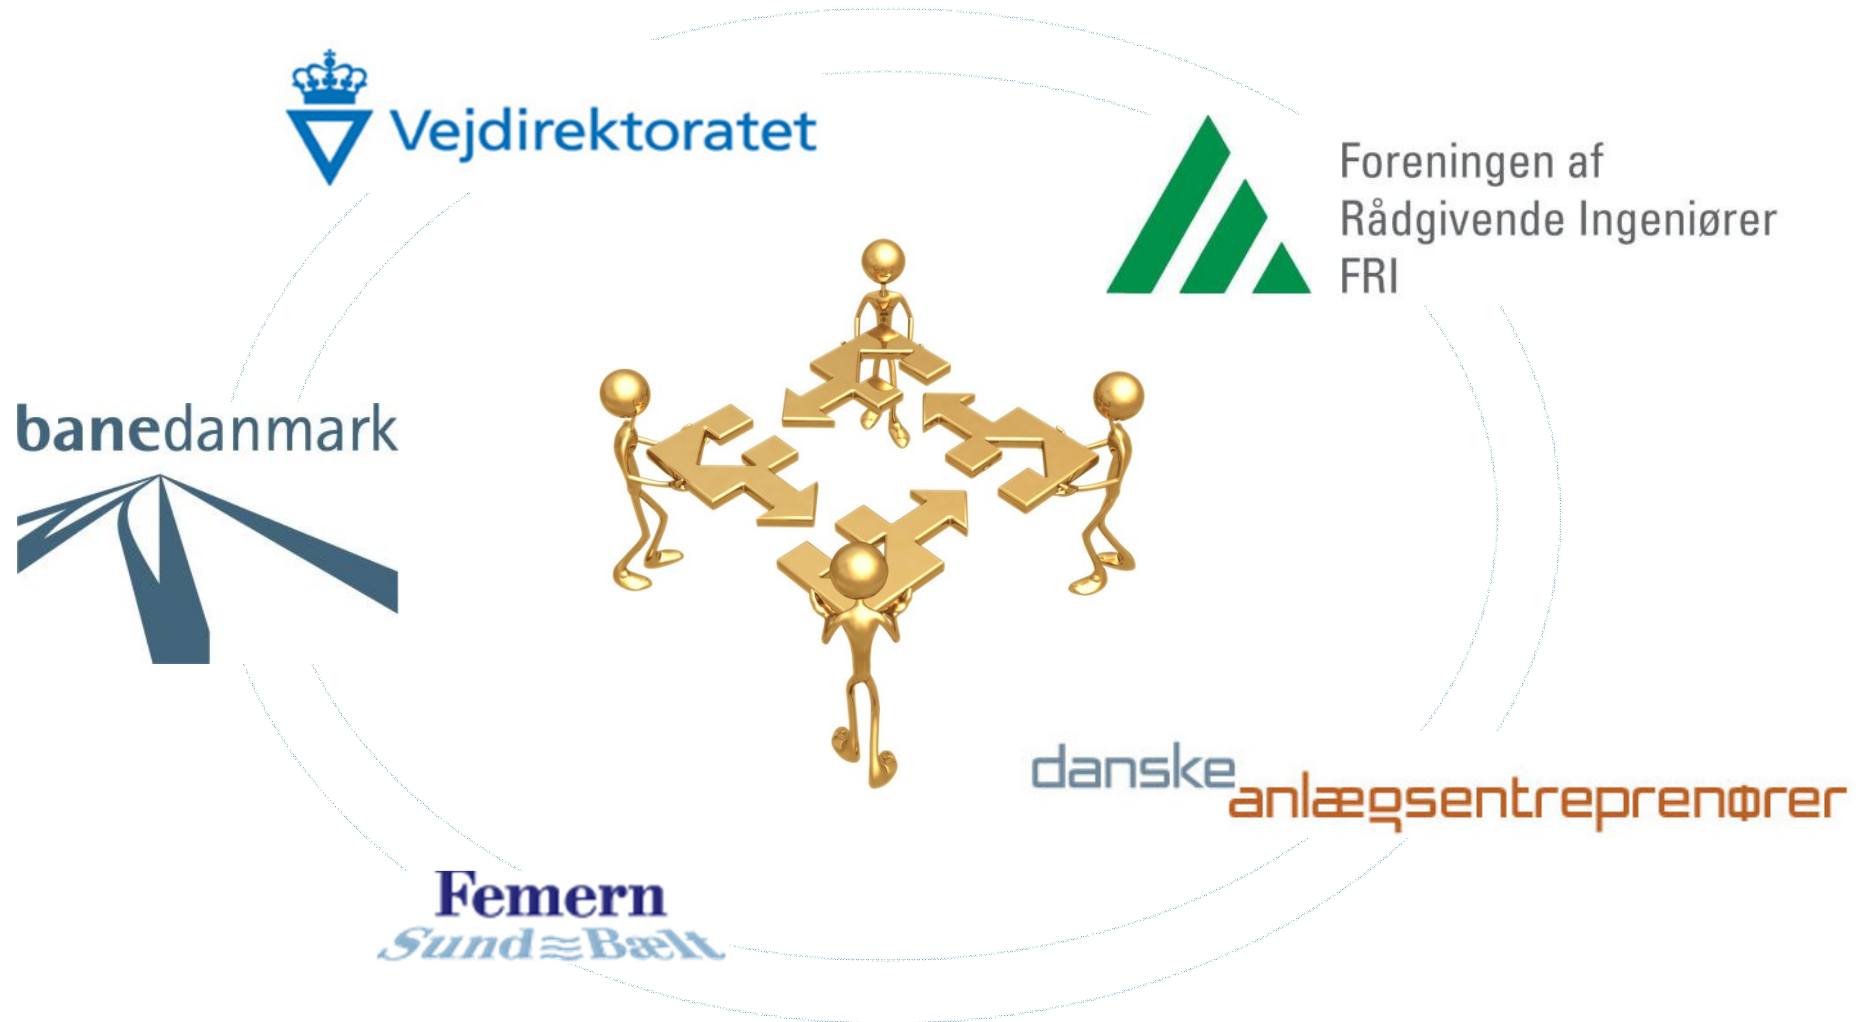 Vejdirektoratet
Foreningen af
Rådgivende Ingeniører
FRI
banedanmark
danske
anlægsentreprenører
Femern
Sund≈Bælt